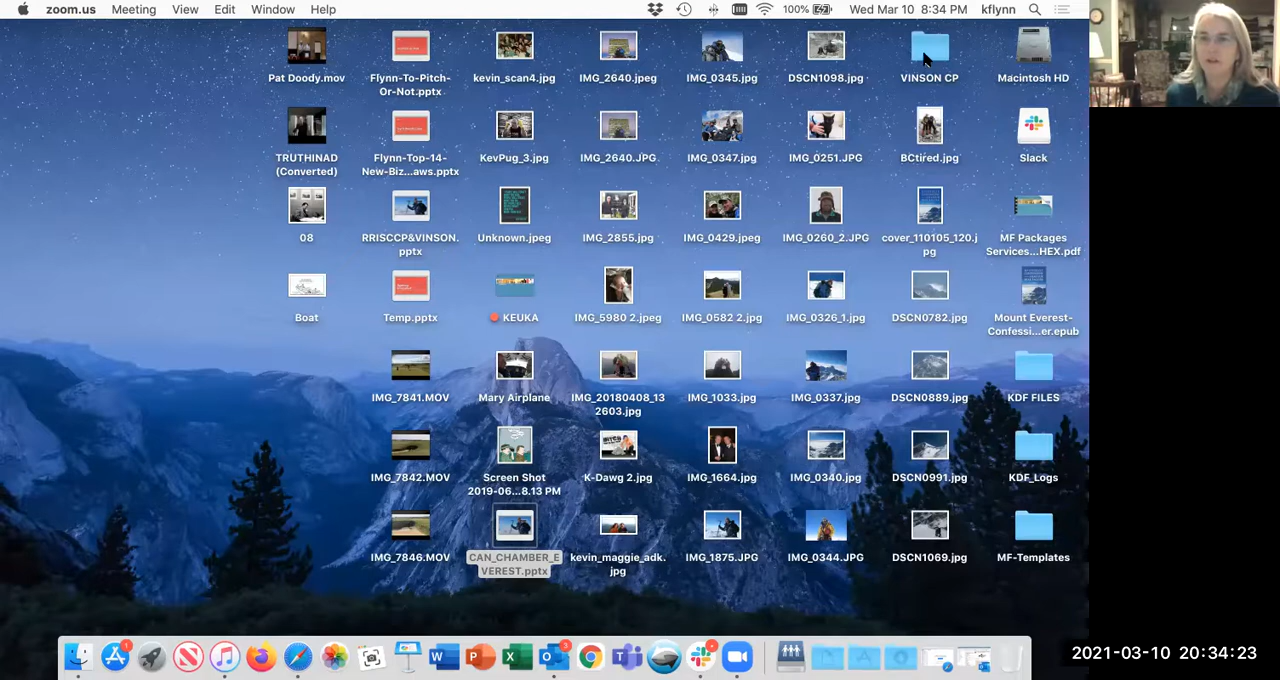 zoom.us Meeting View Edit Window Help 100% Wed Mar 10 8:34 PM kflynn
Pat Doody.mov
Flynn-To-Pitch-
Or-Not.pptx
kevin_scan4.jpg
IMG_2640.jpeg
IMG_0345.jpg
DSCN1098.jpg
VINSON CP
Macintosh HD
TRUTHINAD
(Converted)
Flynn-Top-14-
New-Biz...aws.pptx
KevPug_3.jpg
IMG_2640.JPG
IMG_0347.jpg
IMG_0251.JPG
BCtired.jpg
Slack
08
RRISCCP&VINSON.
pptx
Unknown.jpeg
IMG_2855.jpg
IMG_0429.jpeg
IMG_0260_2.JPG
cover_110105_120.j
pg
MF Packages
Services...HEX.pdf
Boat
Temp.pptx
KEUKA
IMG_5980 2.jpeg
IMG_0582 2.jpg
IMG_0326_1.jpg
DSCN0782.jpg
Mount Everest-
Confessi...er.epub
IMG_7841.MOV
Mary Airplane
IMG_20180408_13
2603.jpg
IMG_1033.jpg
IMG_0337.jpg
DSCN0889.jpg
KDF FILES
IMG_7842.MOV
Screen Shot
2019-06...8.13 PM
K-Dawg 2.jpg
IMG_1664.jpg
IMG_0340.jpg
DSCN0991.jpg
KDF_Logs
IMG_7846.MOV
CAN_CHAMBER_E
VEREST.pptx
kevin_maggie_adk.
jpg
IMG_1875.JPG
IMG_0344.JPG
DSCN1069.jpg
MF-Templates
2021-03-10 20:34:23